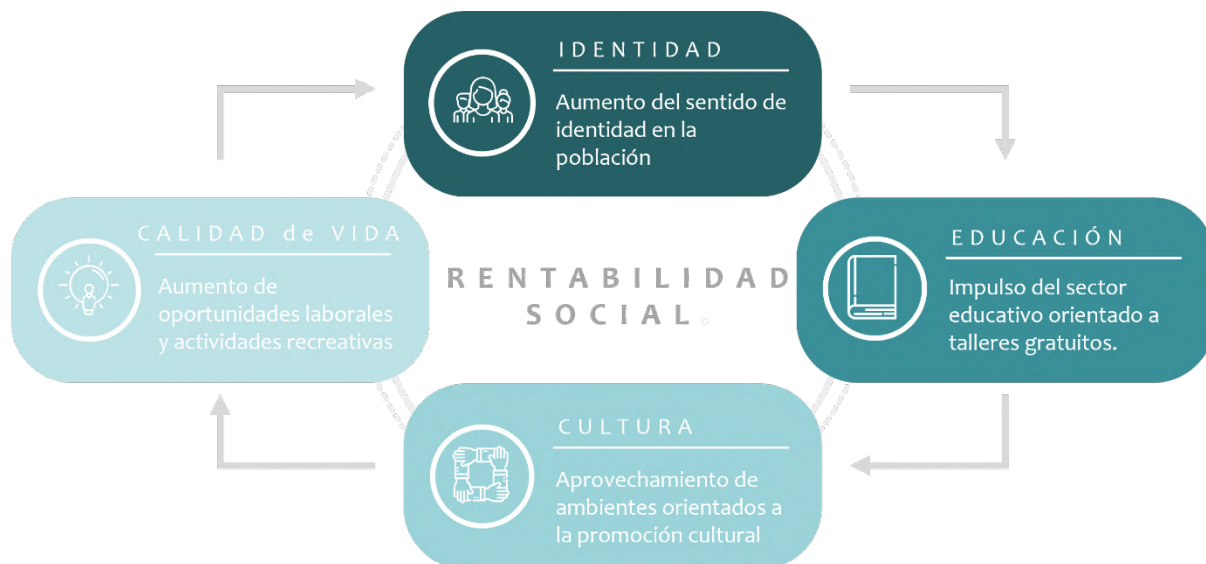 IDENTIDAD
Aumento del sentido de
identidad en la
población
CALIDAD de VIDA
Aumento de
oportunidades laborales
y actividades recreativas
RENTABILIDAD
SOCIAL.
EDUCACIÓN
Impulso del sector
educativo orientado a
talleres gratuitos.
CULTURA
Aprovechamiento de
ambientes orientados a
la promoción cultural